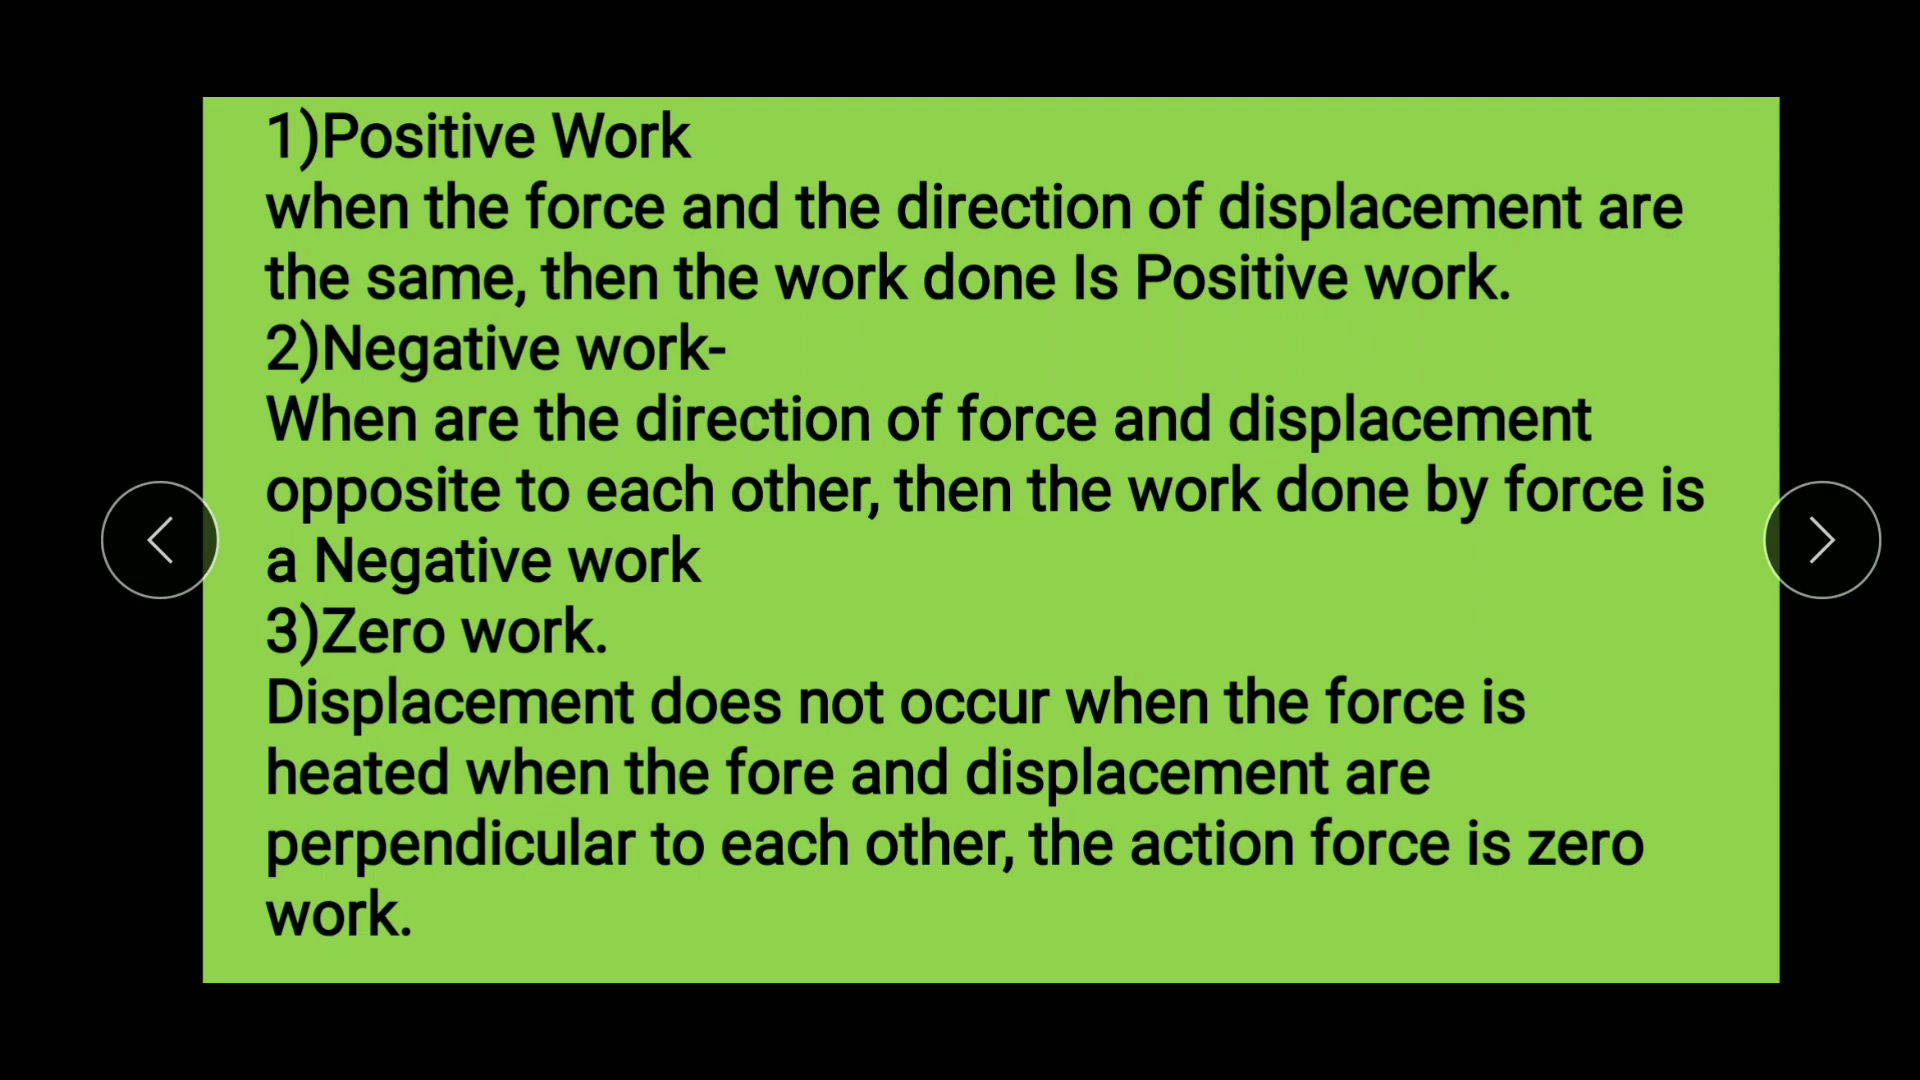 1)Positive Work
when the force and the direction of displacement are
the same, then the work done Is Positive work.
2)Negative work-
When are the direction of force and displacement
opposite to each other, then the work done by force is
a Negative work
3)Zero work.
Displacement does not occur when the force is
heated when the fore and displacement are
perpendicular to each other, the action force is zero
work.